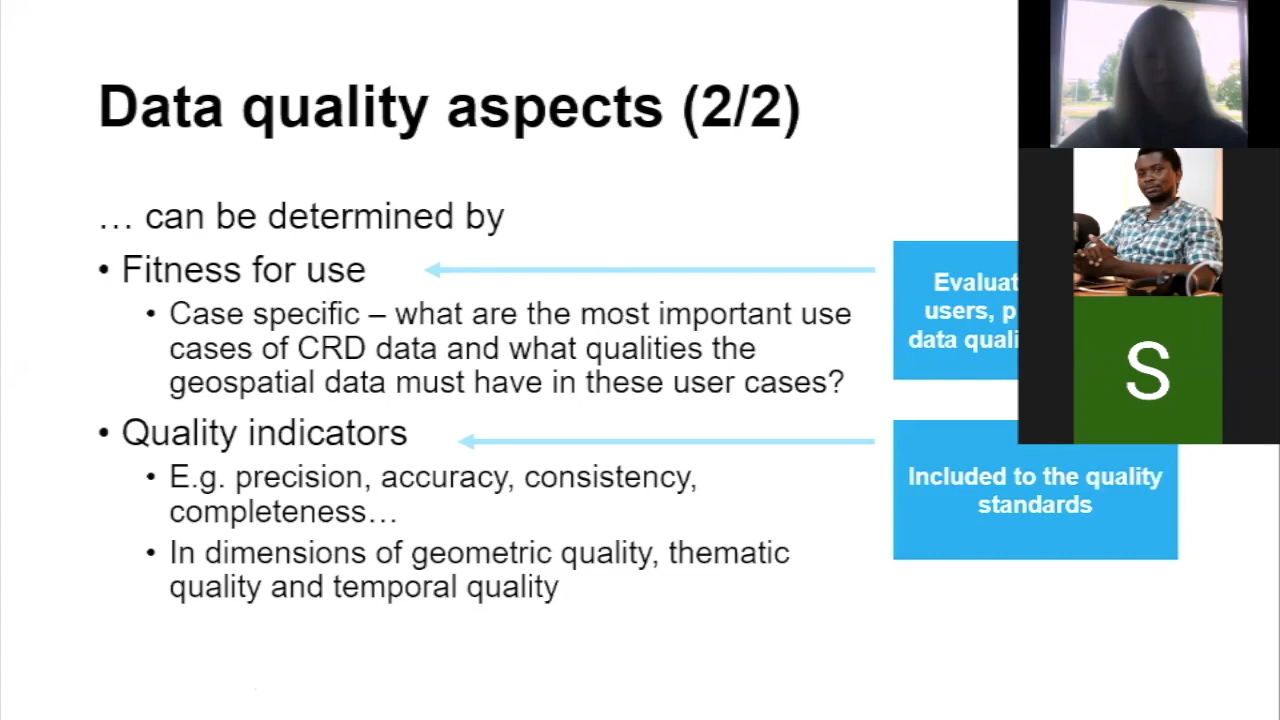 Data quality aspects (2/2)
… can be determined by
• Fitness for use
• Case specific – what are the most important use
cases of CRD data and what qualities the
geospatial data must have in these user cases?
• Quality indicators
• E.g. precision, accuracy, consistency,
completeness…
• In dimensions of geometric quality, thematic
quality and temporal quality
users,
data
Included to the quality
standards
S